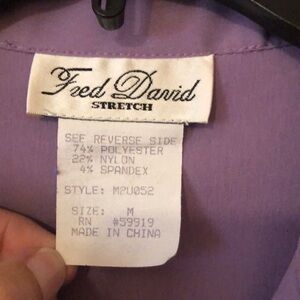 Fred David
STRETCH
SEE REVERSE SIDE
74% POLYESTER
22% NYLON
4% SPANDEX
STYLE: M2U052
SIZE: M
RN #59919
MADE IN CHINA